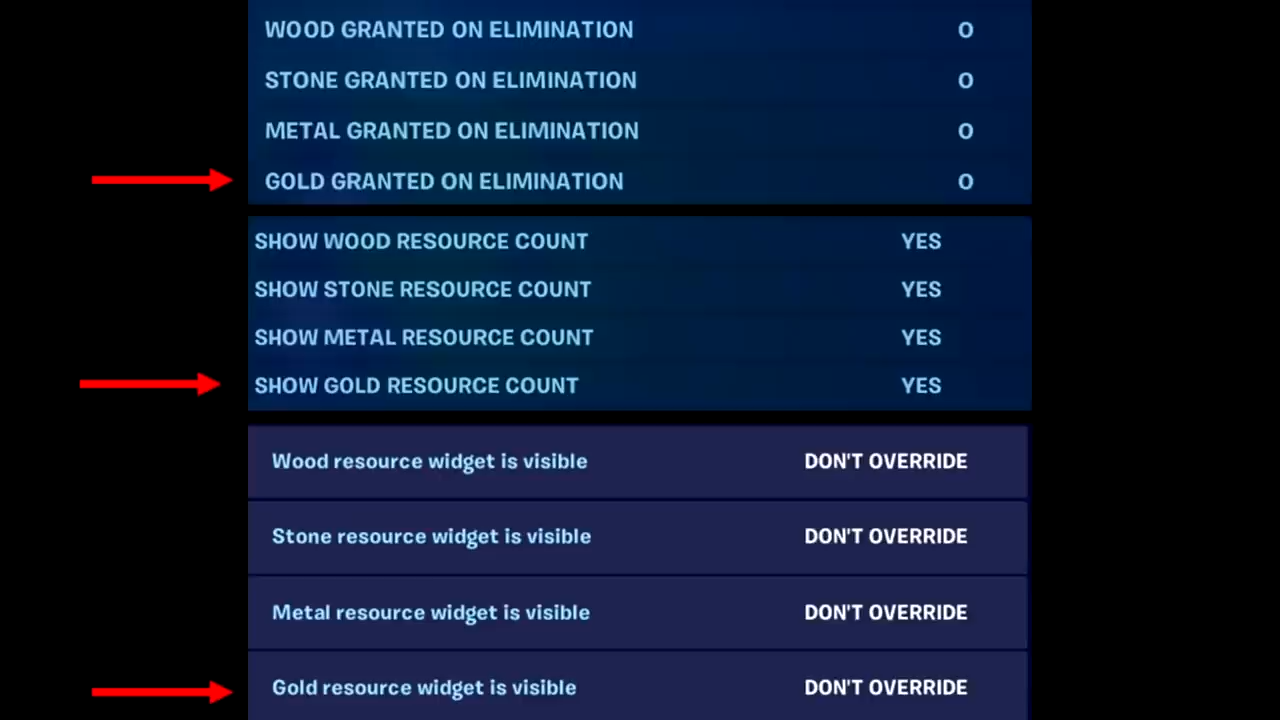 WOOD GRANTED ON ELIMINATION 0
STONE GRANTED ON ELIMINATION 0
METAL GRANTED ON ELIMINATION 0
GOLD GRANTED ON ELIMINATION 0
SHOW WOOD RESOURCE COUNT YES
SHOW STONE RESOURCE COUNT YES
SHOW METAL RESOURCE COUNT YES
SHOW GOLD RESOURCE COUNT YES
Wood resource widget is visible DON'T OVERRIDE
Stone resource widget is visible DON'T OVERRIDE
Metal resource widget is visible DON'T OVERRIDE
Gold resource widget is visible DON'T OVERRIDE